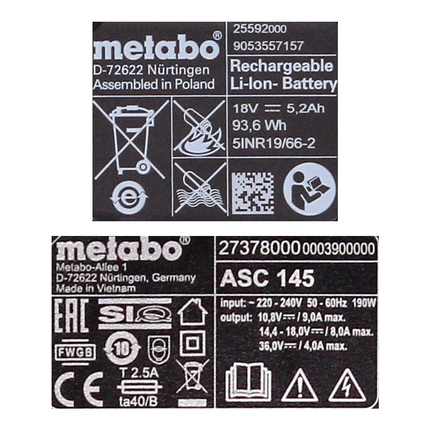 metabo
D-72622 Nürtingen
Assembled in Poland
25592000
9053557157
Rechargeable
Li-Ion- Battery
18V ⎓ 5,2Ah
93,6 Wh
5INR19/66-2
e
metabo
Metabo-Allee 1
D-72622 Nürtingen, Germany
Made in Vietnam
27378000 0003900000
ASC 145
input: ~ 220 - 240V 50 - 60Hz 190W
output: 10,8V ⎓ / 9,0A max.
14,4 - 18,0V ⎓ / 8,0A max.
36,0V ⎓ / 4,0A max.
EAC
FWGB
10
CE
T 2.5A
ta40/B